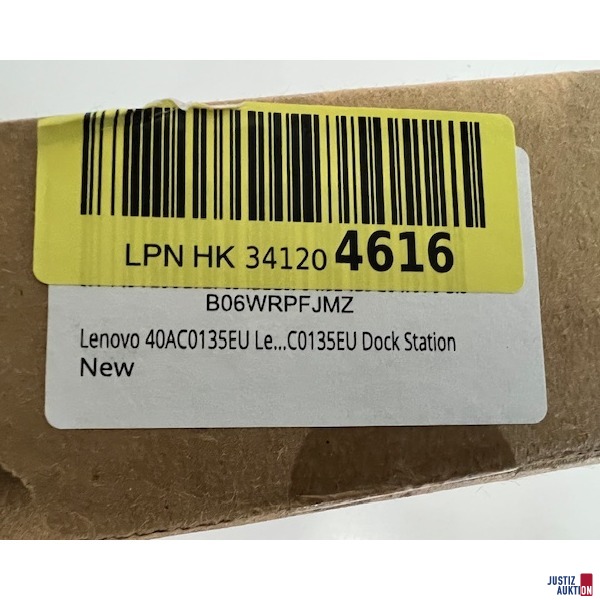 LPN HK 34120 4616
B06WRPFJMZ
Lenovo 40AC0135EU Le...C0135EU Dock Station
New
JUSTIZ
AUKTION